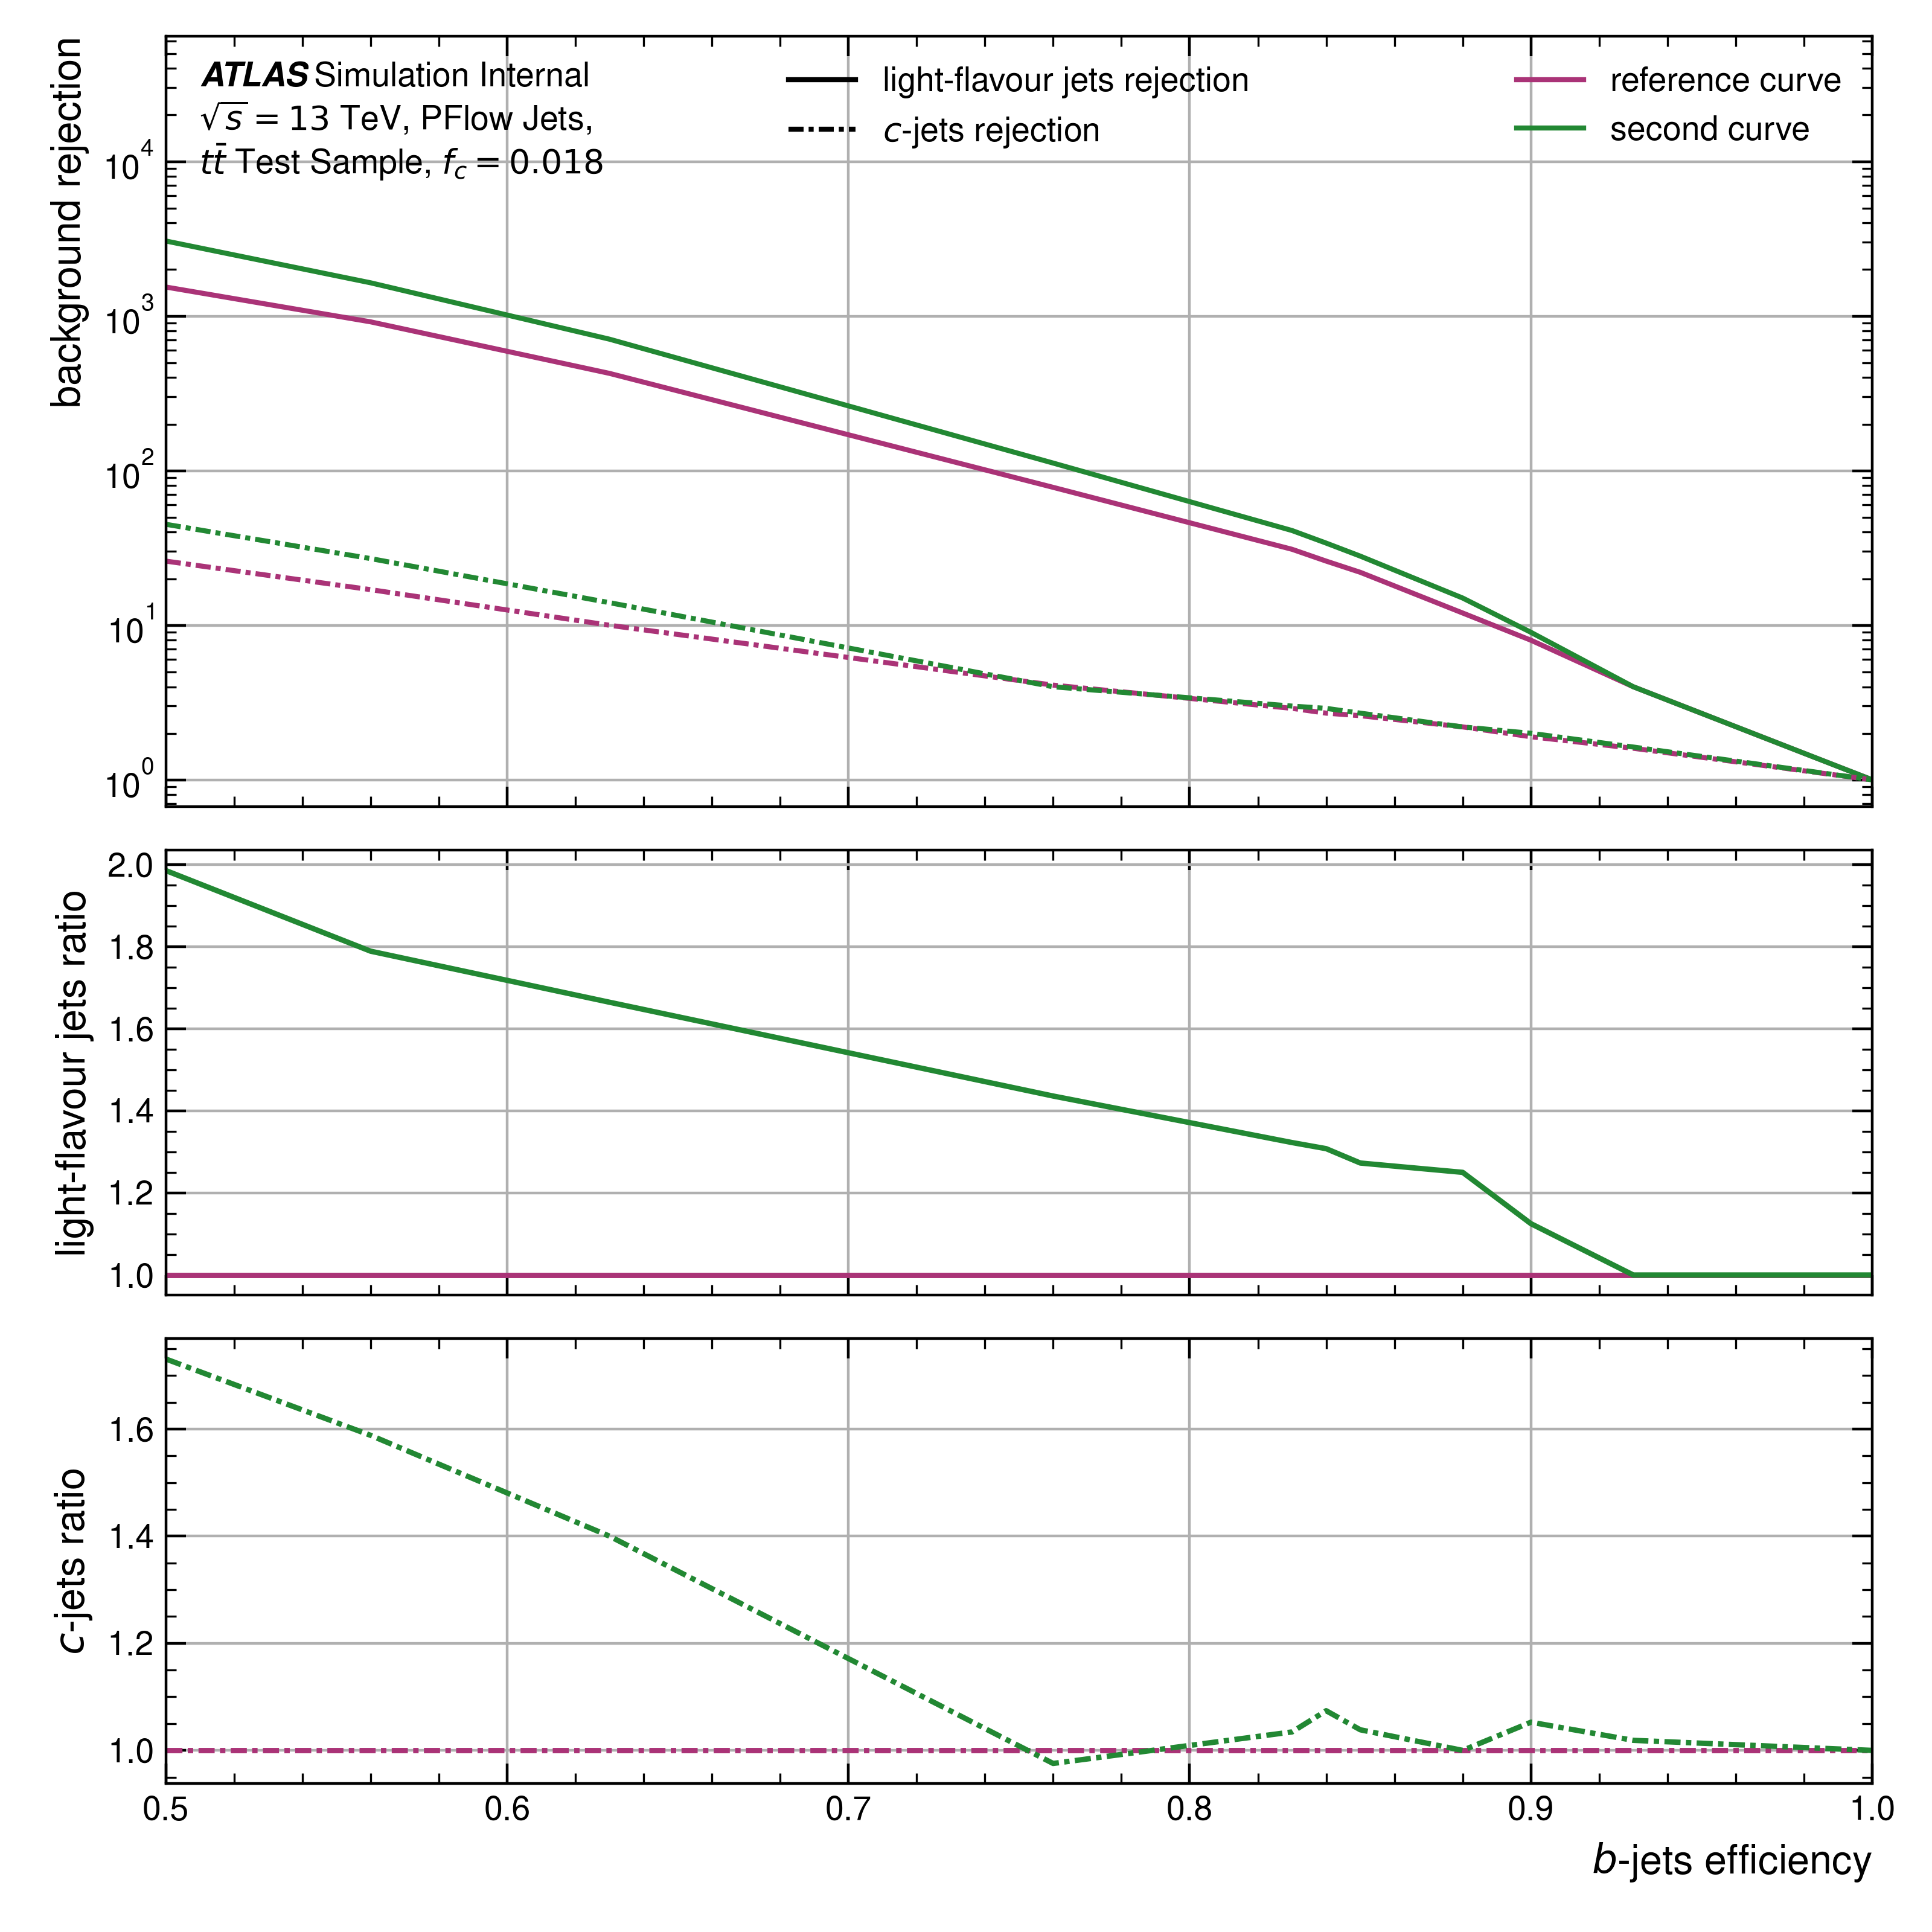 background rejection
10^4
10^3
10^2
10^1
10^0
ATLAS Simulation Internal
√s = 13 TeV, PFlow Jets,
tt̄ Test Sample, f_c = 0.018
light-flavour jets rejection
c-jets rejection
reference curve
second curve
light-flavour jets ratio
2.0
1.8
1.6
1.4
1.2
1.0
c-jets ratio
1.6
1.4
1.2
1.0
0.5 0.6 0.7 0.8 0.9 1.0
b-jets efficiency